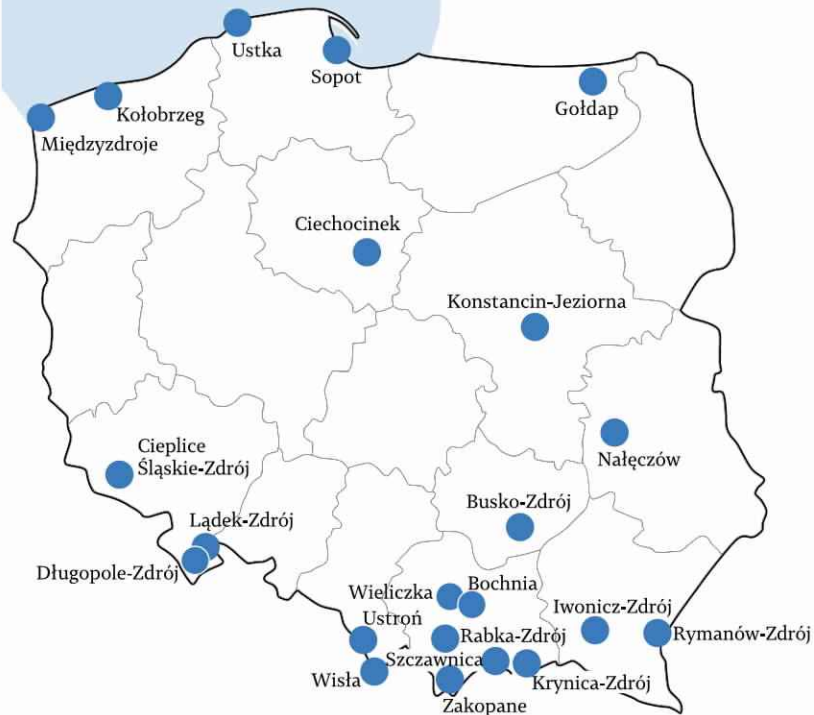 Ustka
Sopot
Gołdap
Kołobrzeg
Międzyzdroje
Ciechocinek
Konstancin-Jeziorna
Cieplice
Śląskie-Zdrój
Nałęczów
Busko-Zdrój
Lądek-Zdrój
Długopole-Zdrój
Wieliczka
Bochnia
Iwonicz-Zdrój
Ustroń
Rabka-Zdrój
Rymanów-Zdrój
Szczawnica
Wisła
Krynica-Zdrój
Zakopane